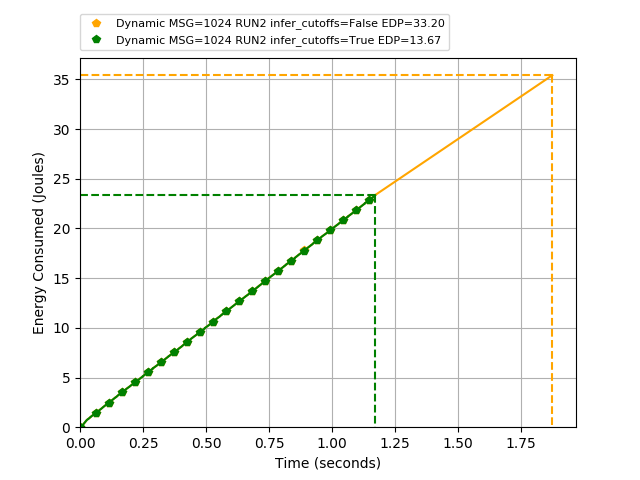 Dynamic MSG=1024 RUN2 infer_cutoffs=False EDP=33.20
Dynamic MSG=1024 RUN2 infer_cutoffs=True EDP=13.67
35
30
25
20
15
10
5
0
0.00 0.25 0.50 0.75 1.00 1.25 1.50 1.75
Energy Consumed (Joules)
Time (seconds)